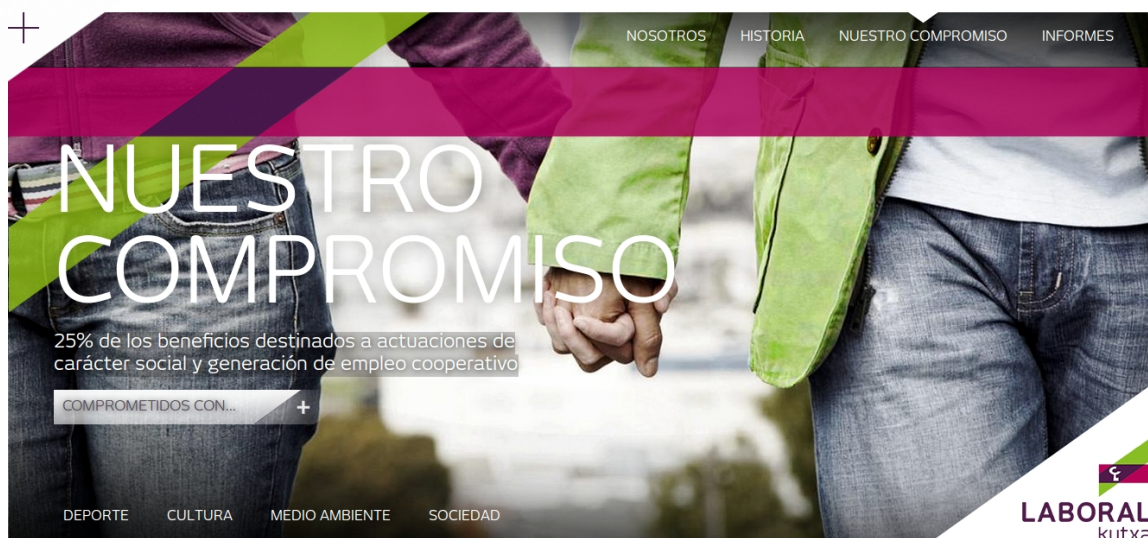 NOSOTROS HISTORIA NUESTRO COMPROMISO INFORMES
NUESTRO
COMPROMISO
25% de los beneficios destinados a actuaciones de
carácter social y generación de empleo cooperativo
COMPROMETIDOS CON... +
DEPORTE CULTURA MEDIO AMBIENTE SOCIEDAD
LABORAL
kutxa